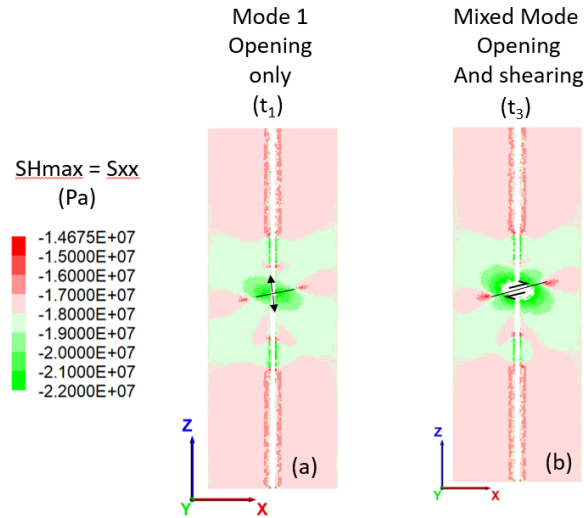 Mode 1
Opening
only
(t1)
Mixed Mode
Opening
And shearing
(t3)
SHmax = Sxx
(Pa)
-1.4675E+07
-1.5000E+07
-1.6000E+07
-1.7000E+07
-1.8000E+07
-1.9000E+07
-2.0000E+07
-2.1000E+07
-2.2000E+07
Z
Y
X
(a)
Z
Y
X
(b)